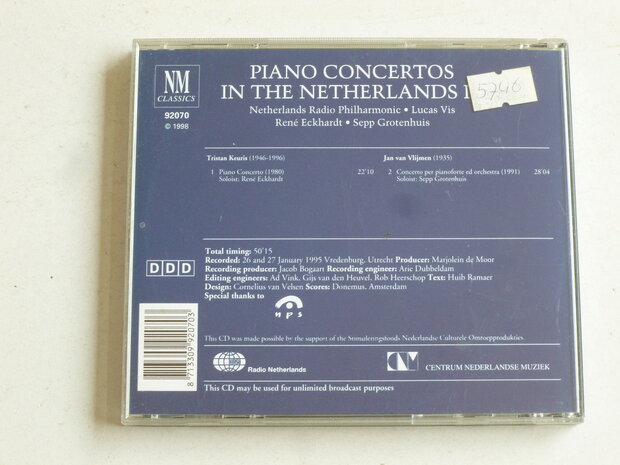 NM
CLASSICS
92070
© 1998
PIANO CONCERTOS
IN THE NETHERLANDS
5746
Netherlands Radio Philharmonic • Lucas Vis
René Eckhardt • Sepp Grotenhuis
Tristan Keuris (1946-1996)
1 Piano Concerto (1980) 22'10
Soloist: René Eckhardt
Jan van Vlijmen (1935)
2 Concerto per pianoforte ed orchestra (1991) 28'04
Soloist: Sepp Grotenhuis
DDD
Total timing: 50'15
Recorded: 26 and 27 January 1995 Vredenburg, Utrecht Producer: Marjolein de Moor
Recording producer: Jacob Bogaart Recording engineer: Arie Dubbeldam
Editing engineers: Ad Vink, Gijs van den Heuvel, Rob Heerschop Text: Huib Ramaer
Design: Cornelius van Velsen Scores: Donemus, Amsterdam
Special thanks to
nps
8 713309 920703
This CD was made possible by the support of the Stimuleringsfonds Nederlandse Culturele Omroepprodukties.
Radio Netherlands
CENTRUM NEDERLANDSE MUZIEK
This CD may be used for unlimited broadcast purposes